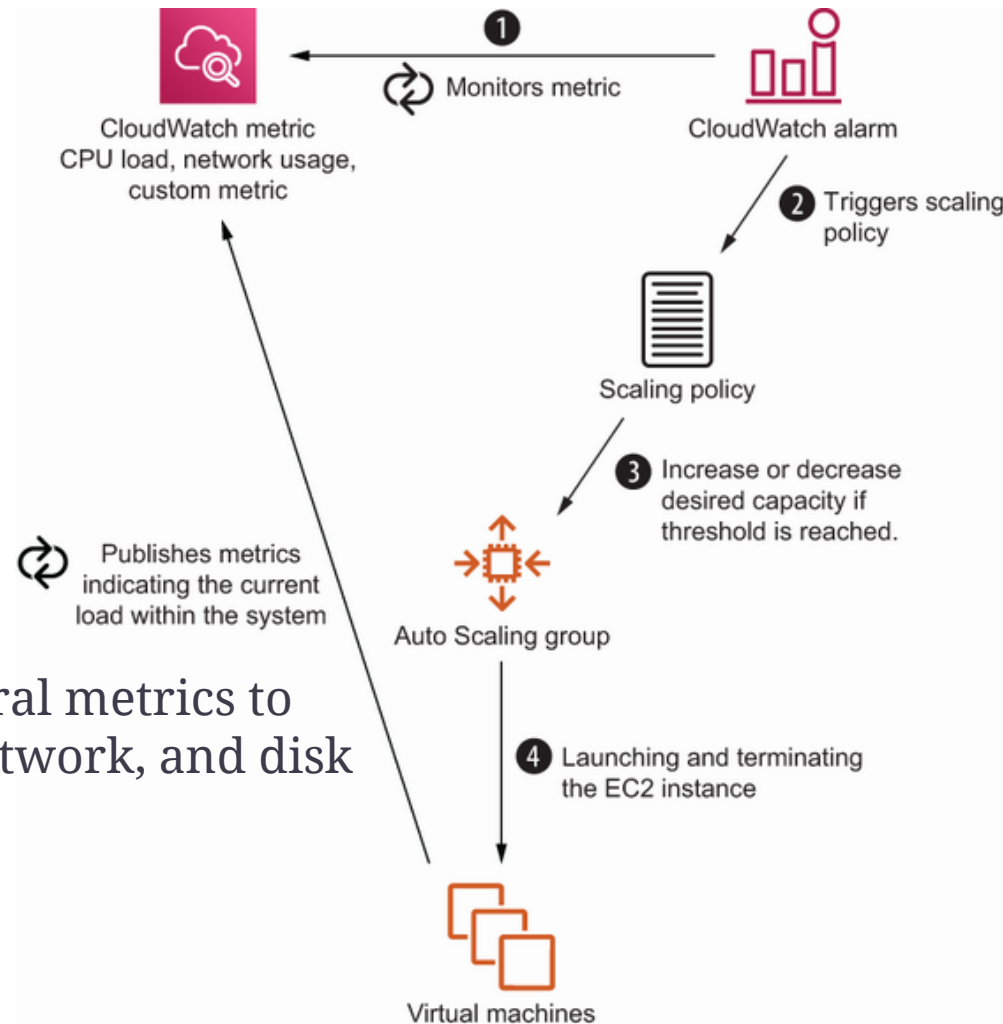 1
Monitors metric
CloudWatch metric
CPU load, network usage,
custom metric
CloudWatch alarm
2 Triggers scaling
policy
Scaling policy
3 Increase or decrease
desired capacity if
threshold is reached.
Publishes metrics
indicating the current
load within the system
Auto Scaling group
ral metrics to
twork, and disk
4 Launching and terminating
the EC2 instance
Virtual machines